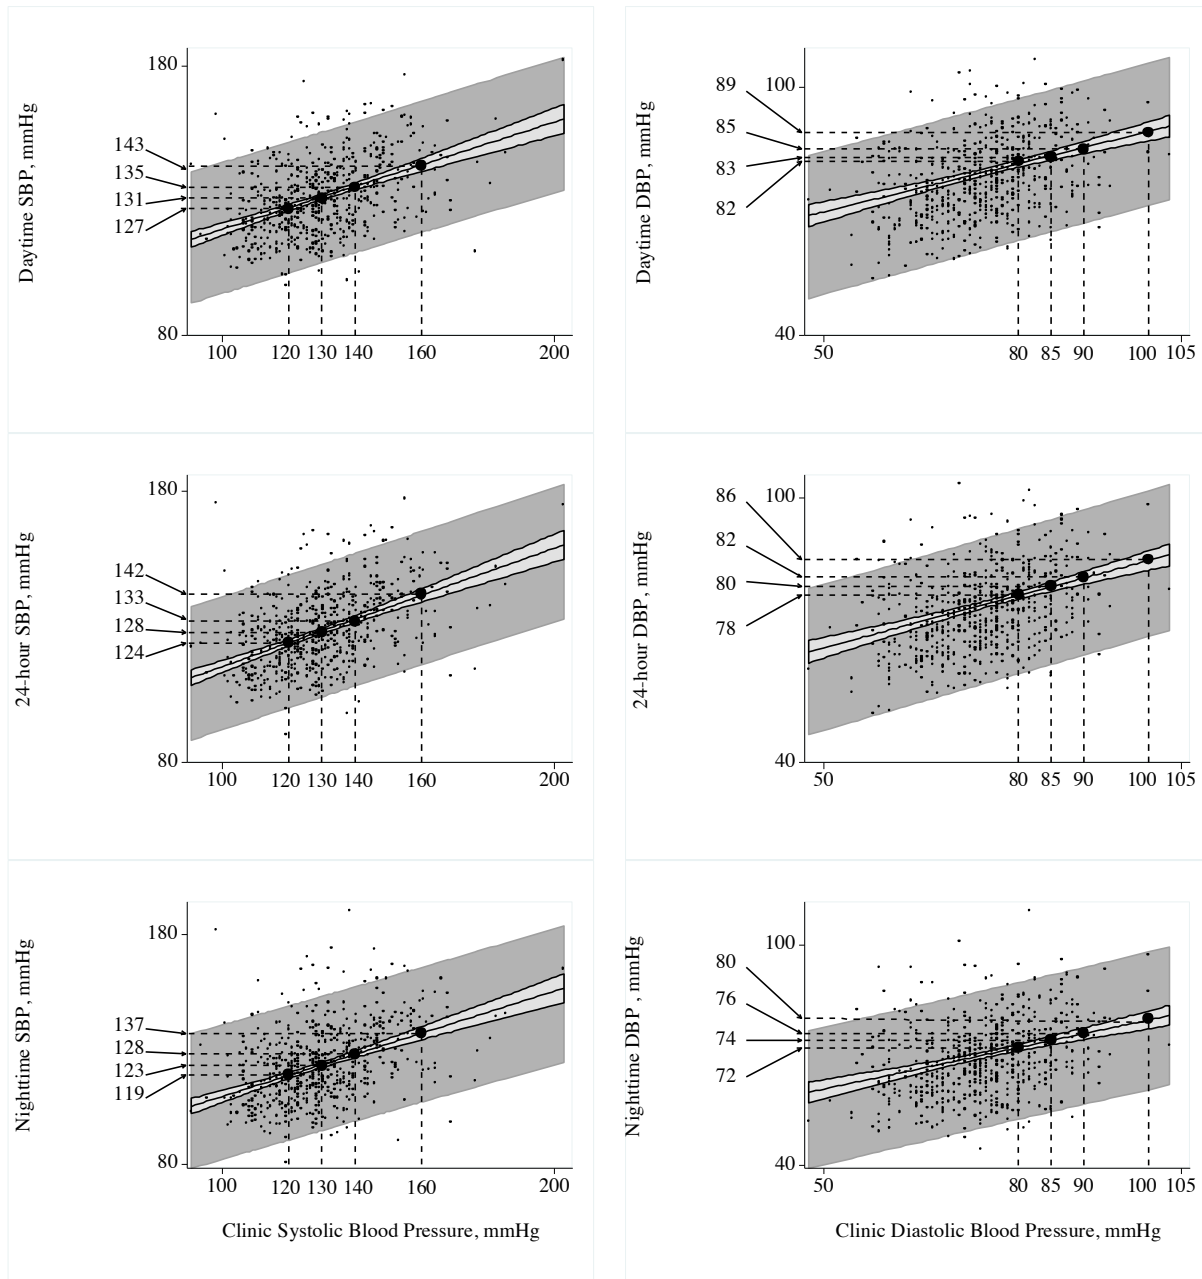 180
143
135
131
127
80
100 120 130 140 160 200
Daytime SBP, mmHg
100
89
85
83
82
40
50 80 85 90 100 105
Daytime DBP, mmHg
180
142
133
128
124
80
100 120 130 140 160 200
24-hour SBP, mmHg
100
86
82
80
78
40
50 80 85 90 100 105
24-hour DBP, mmHg
180
137
128
123
119
80
100 120 130 140 160 200
Nighttime SBP, mmHg
Clinic Systolic Blood Pressure, mmHg
100
80
76
74
72
40
50 80 85 90 100 105
Nighttime DBP , mmHg
Clinic Diastolic Blood Pressure, mmHg